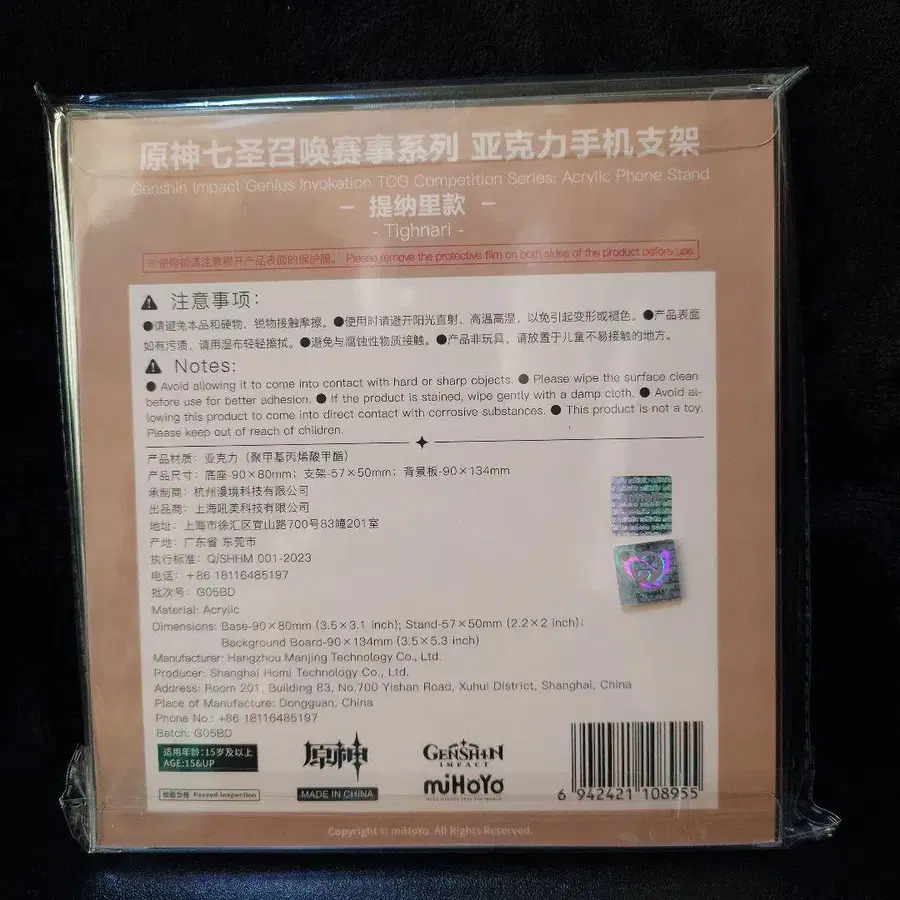 原神七圣召唤赛事系列 亚克力手机支架
Genshin Impact Genius Invokation TCG Competition Series: Acrylic Phone Stand
- 提纳里款 -
- Tighnari -
※使用前请注意撕开产品表面的保护膜。 Please remove the protective film on both sides of the product before use.
注意事项：
●请避免本品和硬物、锐物接触摩擦。●使用时请避开阳光直射、高温高湿，以免引起变形或褪色。●产品表面
如有污渍，请用湿布轻轻擦拭。●避免与腐蚀性物质接触。●产品非玩具，请放置于儿童不易接触的地方。
Notes:
● Avoid allowing it to come into contact with hard or sharp objects. ● Please wipe the surface clean
before use for better adhesion. ● If the product is stained, wipe gently with a damp cloth. ● Avoid al-
lowing this product to come into direct contact with corrosive substances. ● This product is not a toy.
Please keep out of reach of children.
产品材质：亚克力（聚甲基丙烯酸甲酯）
产品尺寸：底座-90×80mm；支架-57×50mm；背景板-90×134mm
承制商：杭州漫境科技有限公司
出品商：上海吼美科技有限公司
地址：上海市徐汇区宜山路700号83幢201室
产地：广东省 东莞市
执行标准：Q/SHHM 001-2023
电话：+86 18116485197
批次号：G05BD
Material: Acrylic
Dimensions: Base-90×80mm (3.5×3.1 inch); Stand-57×50mm (2.2×2 inch);
Background Board-90×134mm (3.5×5.3 inch)
Manufacturer: Hangzhou Manjing Technology Co., Ltd.
Producer: Shanghai Homi Technology Co., Ltd.
Address: Room 201, Building 83, No.700 Yishan Road, Xuhui District, Shanghai, China
Place of Manufacture: Dongguan, China
Phone No.: +86 18116485197
Batch: G05BD
适用年龄:15岁及以上
AGE:15&UP
检验合格 Passed Inspection
原神
MADE IN CHINA
GENSHIN
IMPACT
miHoYo
TECH OTAKUS SAVE THE WORLD
6 942421 108955
Copyright © miHoYo. All Rights Reserved.